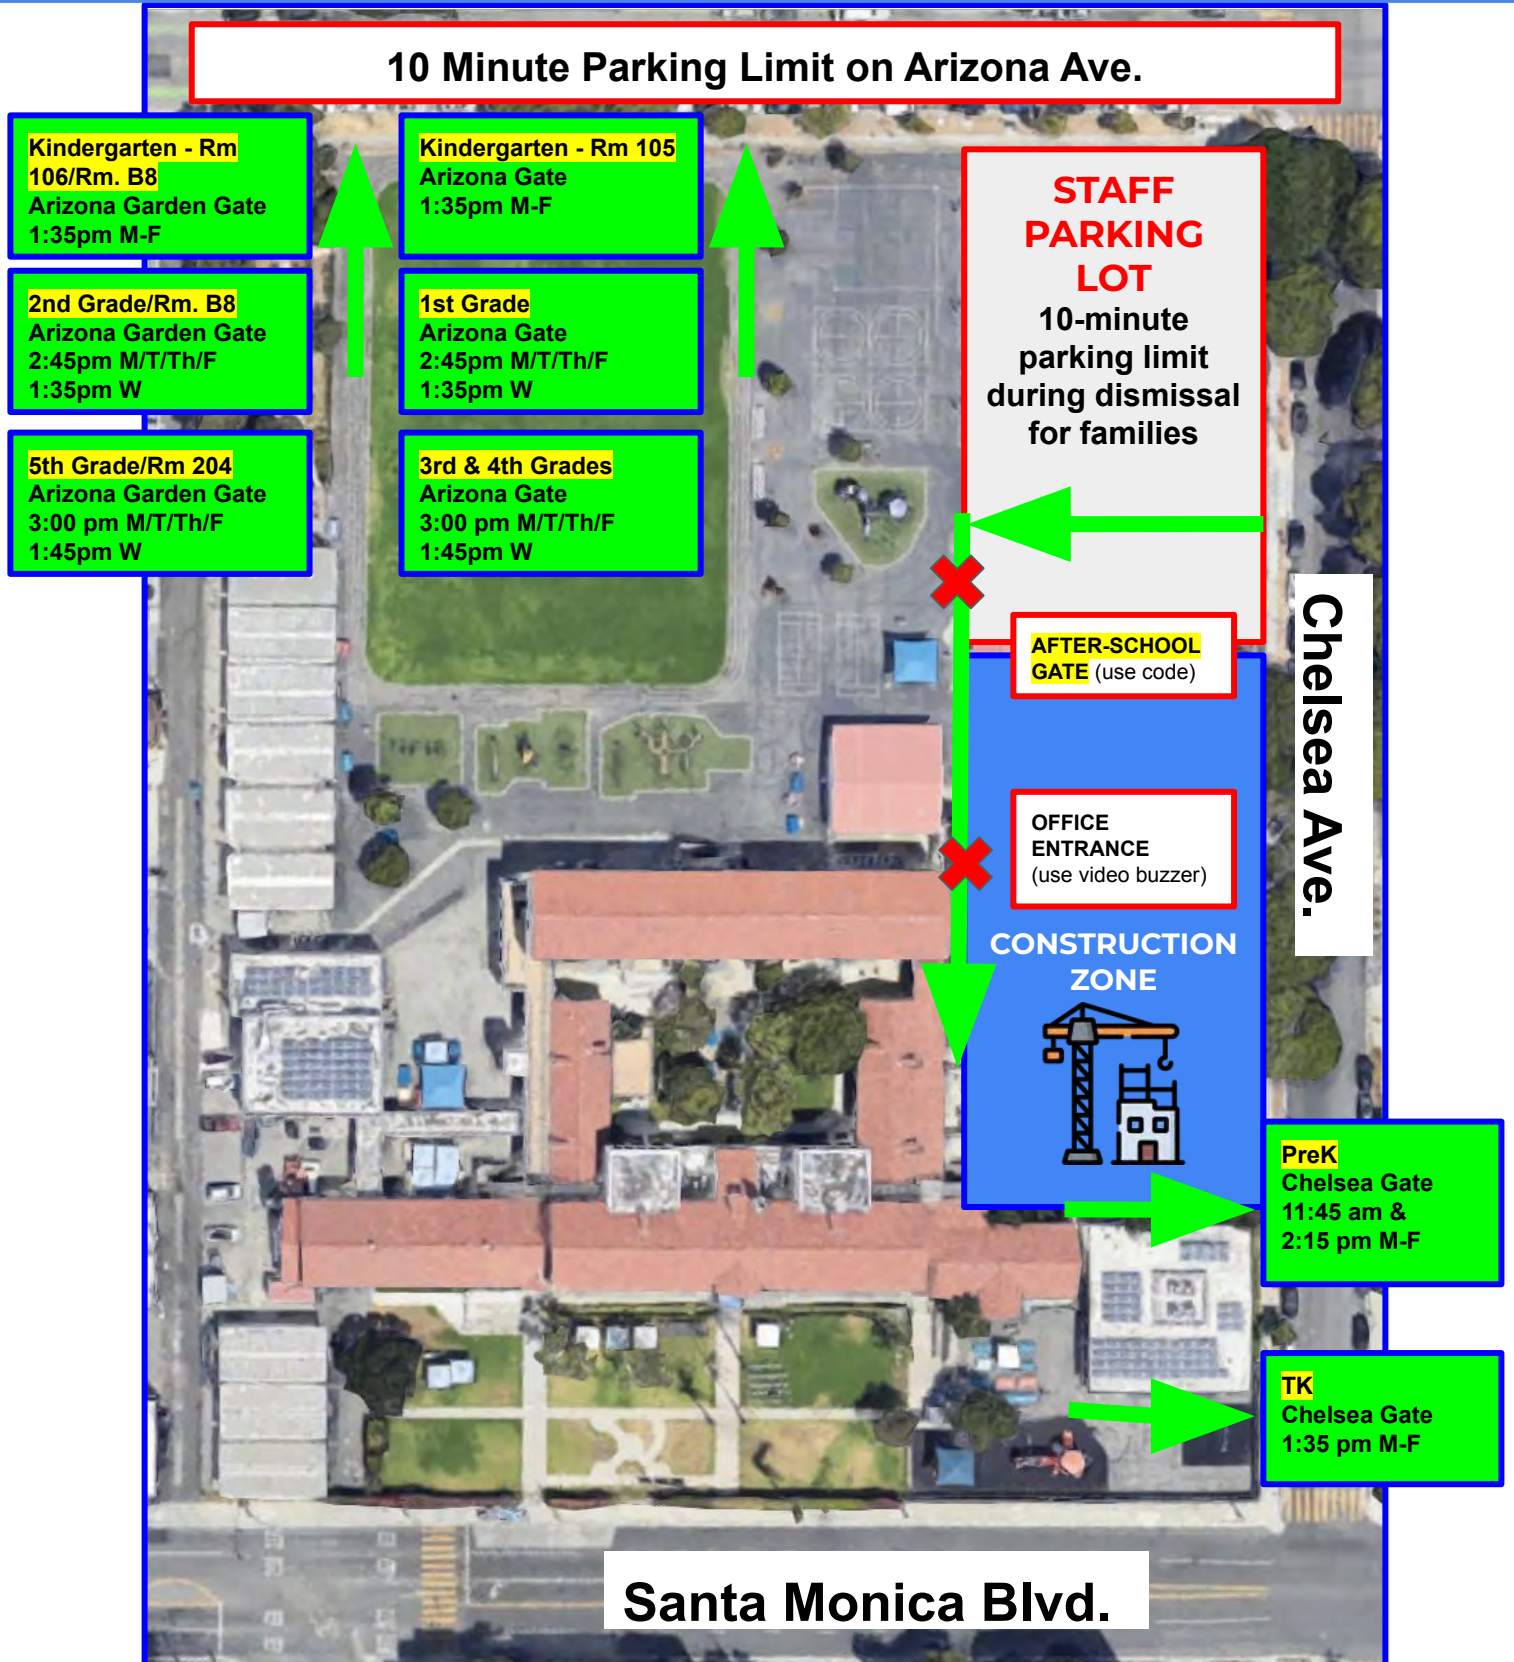 10 Minute Parking Limit on Arizona Ave.
Kindergarten - Rm
106/Rm. B8
Arizona Garden Gate
1:35pm M-F
Kindergarten - Rm 105
Arizona Gate
1:35pm M-F
2nd Grade/Rm. B8
Arizona Garden Gate
2:45pm M/T/Th/F
1:35pm W
1st Grade
Arizona Gate
2:45pm M/T/Th/F
1:35pm W
5th Grade/Rm 204
Arizona Garden Gate
3:00 pm M/T/Th/F
1:45pm W
3rd & 4th Grades
Arizona Gate
3:00 pm M/T/Th/F
1:45pm W
STAFF
PARKING
LOT
10-minute
parking limit
during dismissal
for families
AFTER-SCHOOL
GATE (use code)
Chelsea Ave.
OFFICE
ENTRANCE
(use video buzzer)
CONSTRUCTION
ZONE
PreK
Chelsea Gate
11:45 am &
2:15 pm M-F
TK
Chelsea Gate
1:35 pm M-F
Santa Monica Blvd.